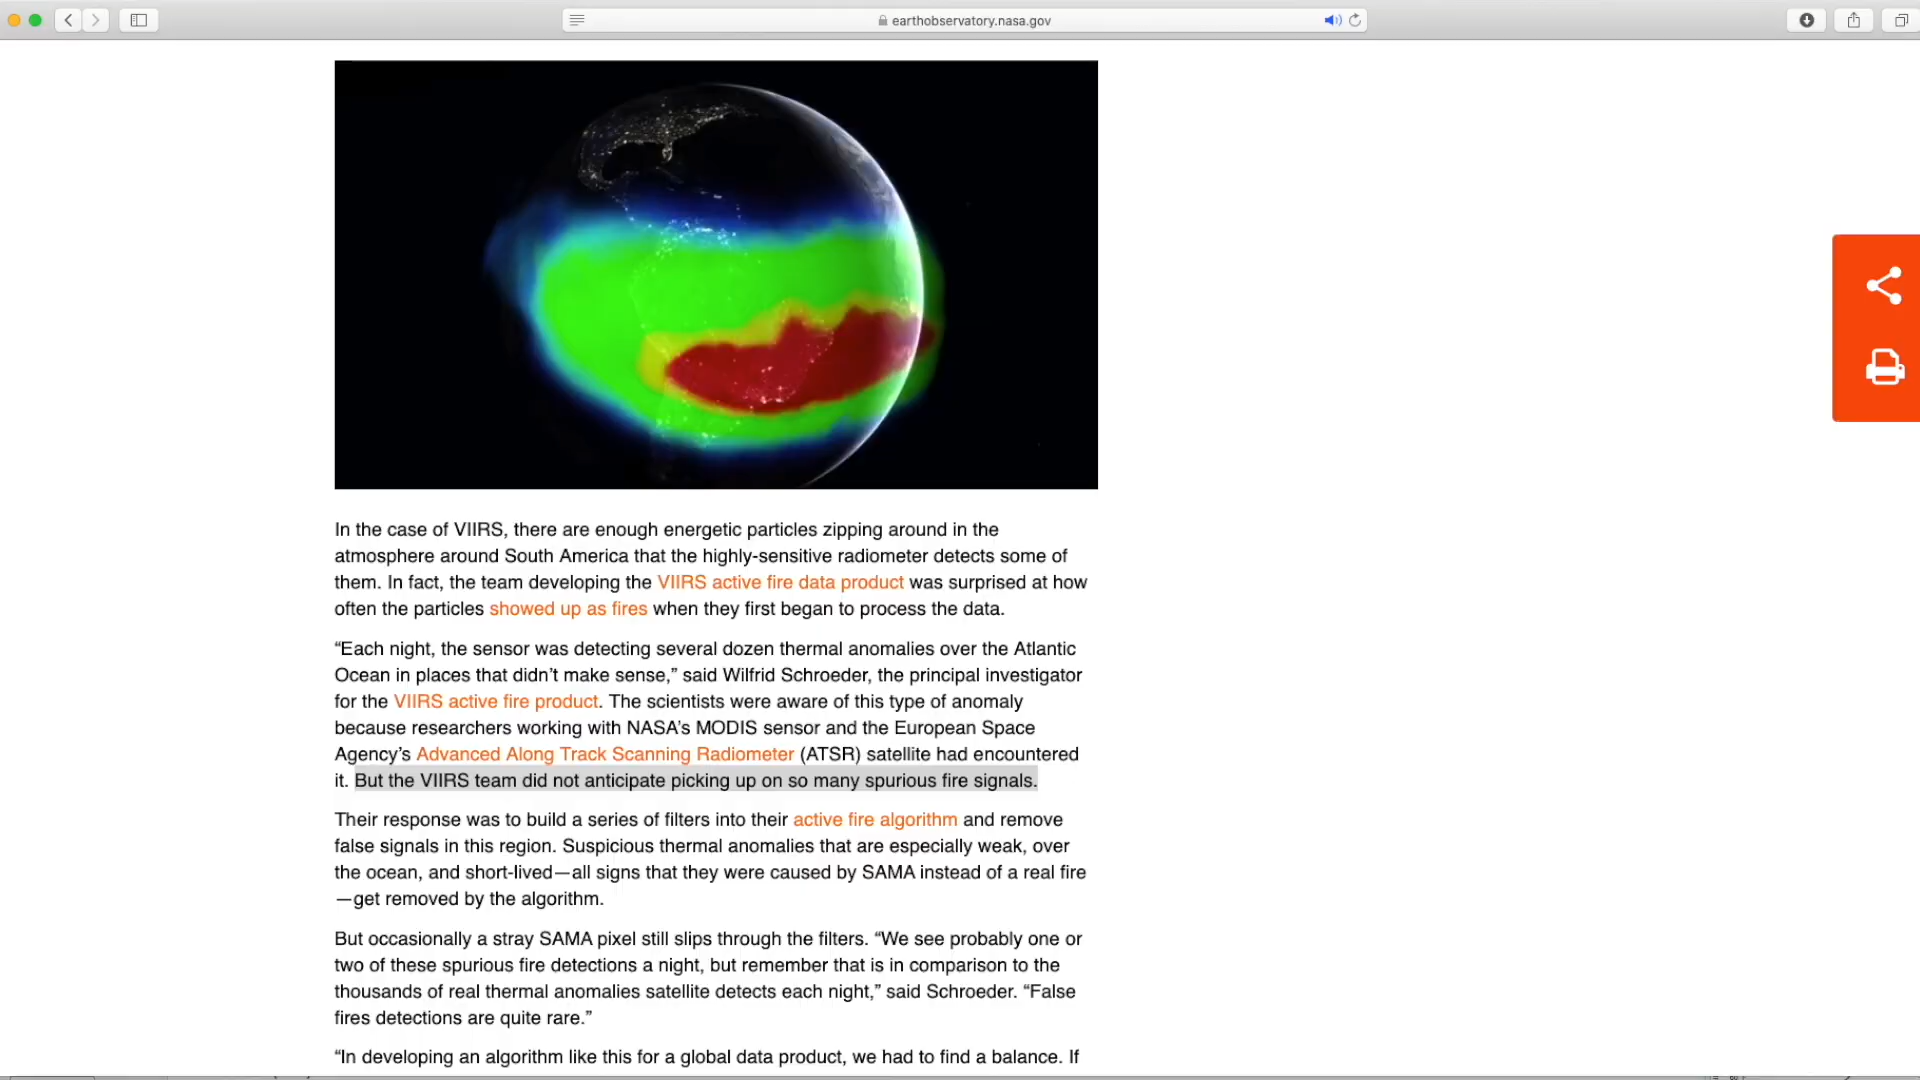 earthobservatory.nasa.gov
In the case of VIIRS, there are enough energetic particles zipping around in the
atmosphere around South America that the highly-sensitive radiometer detects some of
them. In fact, the team developing the VIIRS active fire data product was surprised at how
often the particles showed up as fires when they first began to process the data.
“Each night, the sensor was detecting several dozen thermal anomalies over the Atlantic
Ocean in places that didn’t make sense,” said Wilfrid Schroeder, the principal investigator
for the VIIRS active fire product. The scientists were aware of this type of anomaly
because researchers working with NASA’s MODIS sensor and the European Space
Agency’s Advanced Along Track Scanning Radiometer (ATSR) satellite had encountered
it. But the VIIRS team did not anticipate picking up on so many spurious fire signals.
Their response was to build a series of filters into their active fire algorithm and remove
false signals in this region. Suspicious thermal anomalies that are especially weak, over
the ocean, and short-lived—all signs that they were caused by SAMA instead of a real fire
—get removed by the algorithm.
But occasionally a stray SAMA pixel still slips through the filters. “We see probably one or
two of these spurious fire detections a night, but remember that is in comparison to the
thousands of real thermal anomalies satellite detects each night,” said Schroeder. “False
fires detections are quite rare.”
“In developing an algorithm like this for a global data product, we had to find a balance. If